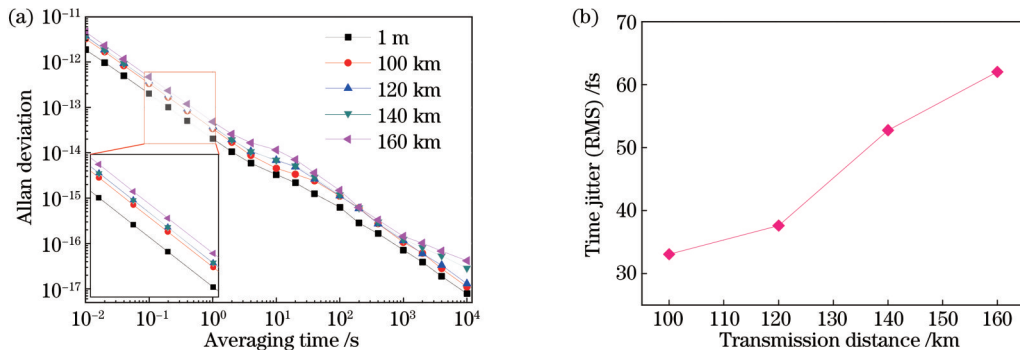 (a)
Allan deviation
10⁻¹¹
10⁻¹²
10⁻¹³
10⁻¹⁴
10⁻¹⁵
10⁻¹⁶
10⁻¹⁷
1 m
100 km
120 km
140 km
160 km
10⁻² 10⁻¹ 10⁰ 10¹ 10² 10³ 10⁴
Averaging time /s
(b)
Time jitter (RMS) /fs
70
60
50
40
30
100 110 120 130 140 150 160
Transmission distance /km